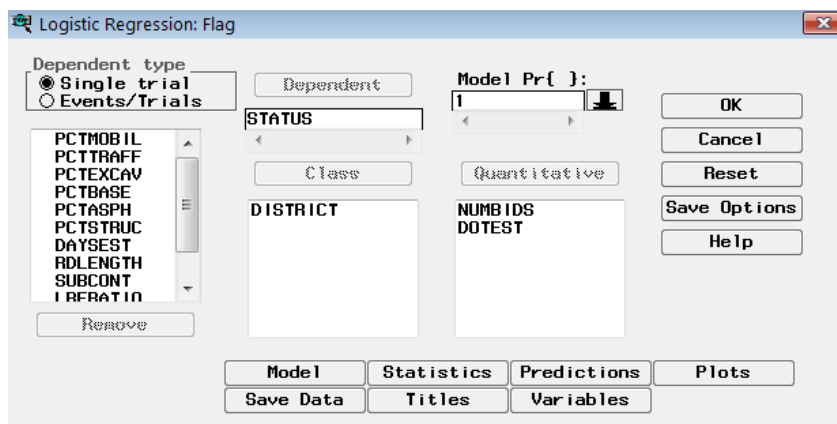 Logistic Regression: Flag
Dependent type
Single trial
Events/Trials
Dependent
STATUS
Model Pr{ }:
1
OK
Cancel
Reset
Save Options
Help
PCTMOBIL
PCTTRAFF
PCTEXCAV
PCTBASE
PCTASPH
PCTSTRUC
DAYSEST
RDLENGTH
SUBCONT
LBERATIO
Remove
Class
DISTRICT
Quantitative
NUMBIDS
DOTEST
Model
Statistics
Predictions
Plots
Save Data
Titles
Variables